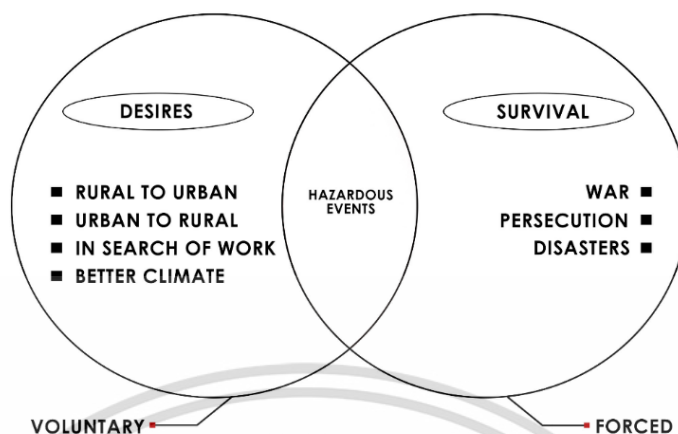 DESIRES
RURAL TO URBAN
URBAN TO RURAL
IN SEARCH OF WORK
BETTER CLIMATE
HAZARDOUS
EVENTS
SURVIVAL
WAR
PERSECUTION
DISASTERS
VOLUNTARY
FORCED